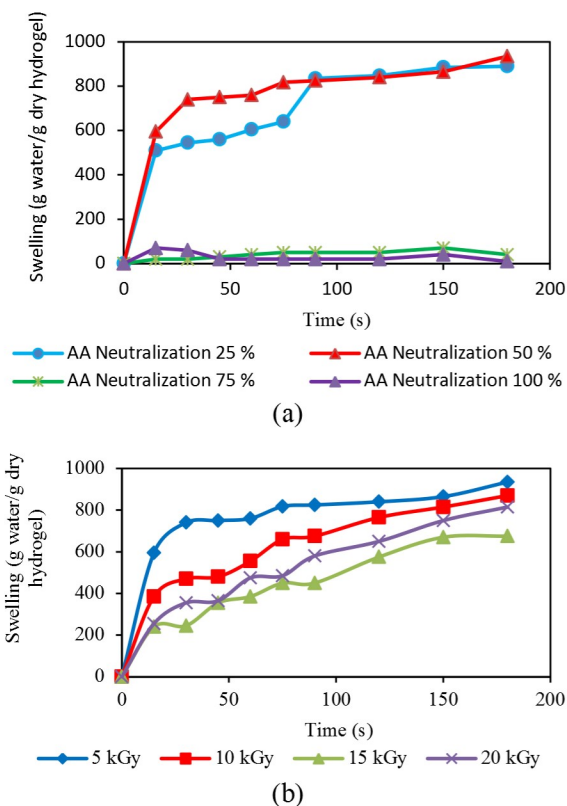 (a)
Swelling (g water/g dry hydrogel)
1000
800
600
400
200
0
0 50 100 150 200
Time (s)
AA Neutralization 25 % AA Neutralization 50 %
AA Neutralization 75 % AA Neutralization 100 %
(a)
Swelling (g water/g dry
hydrogel)
1000
800
600
400
200
0
0 50 100 150 200
Time (s)
5 kGy 10 kGy 15 kGy 20 kGy
(b)